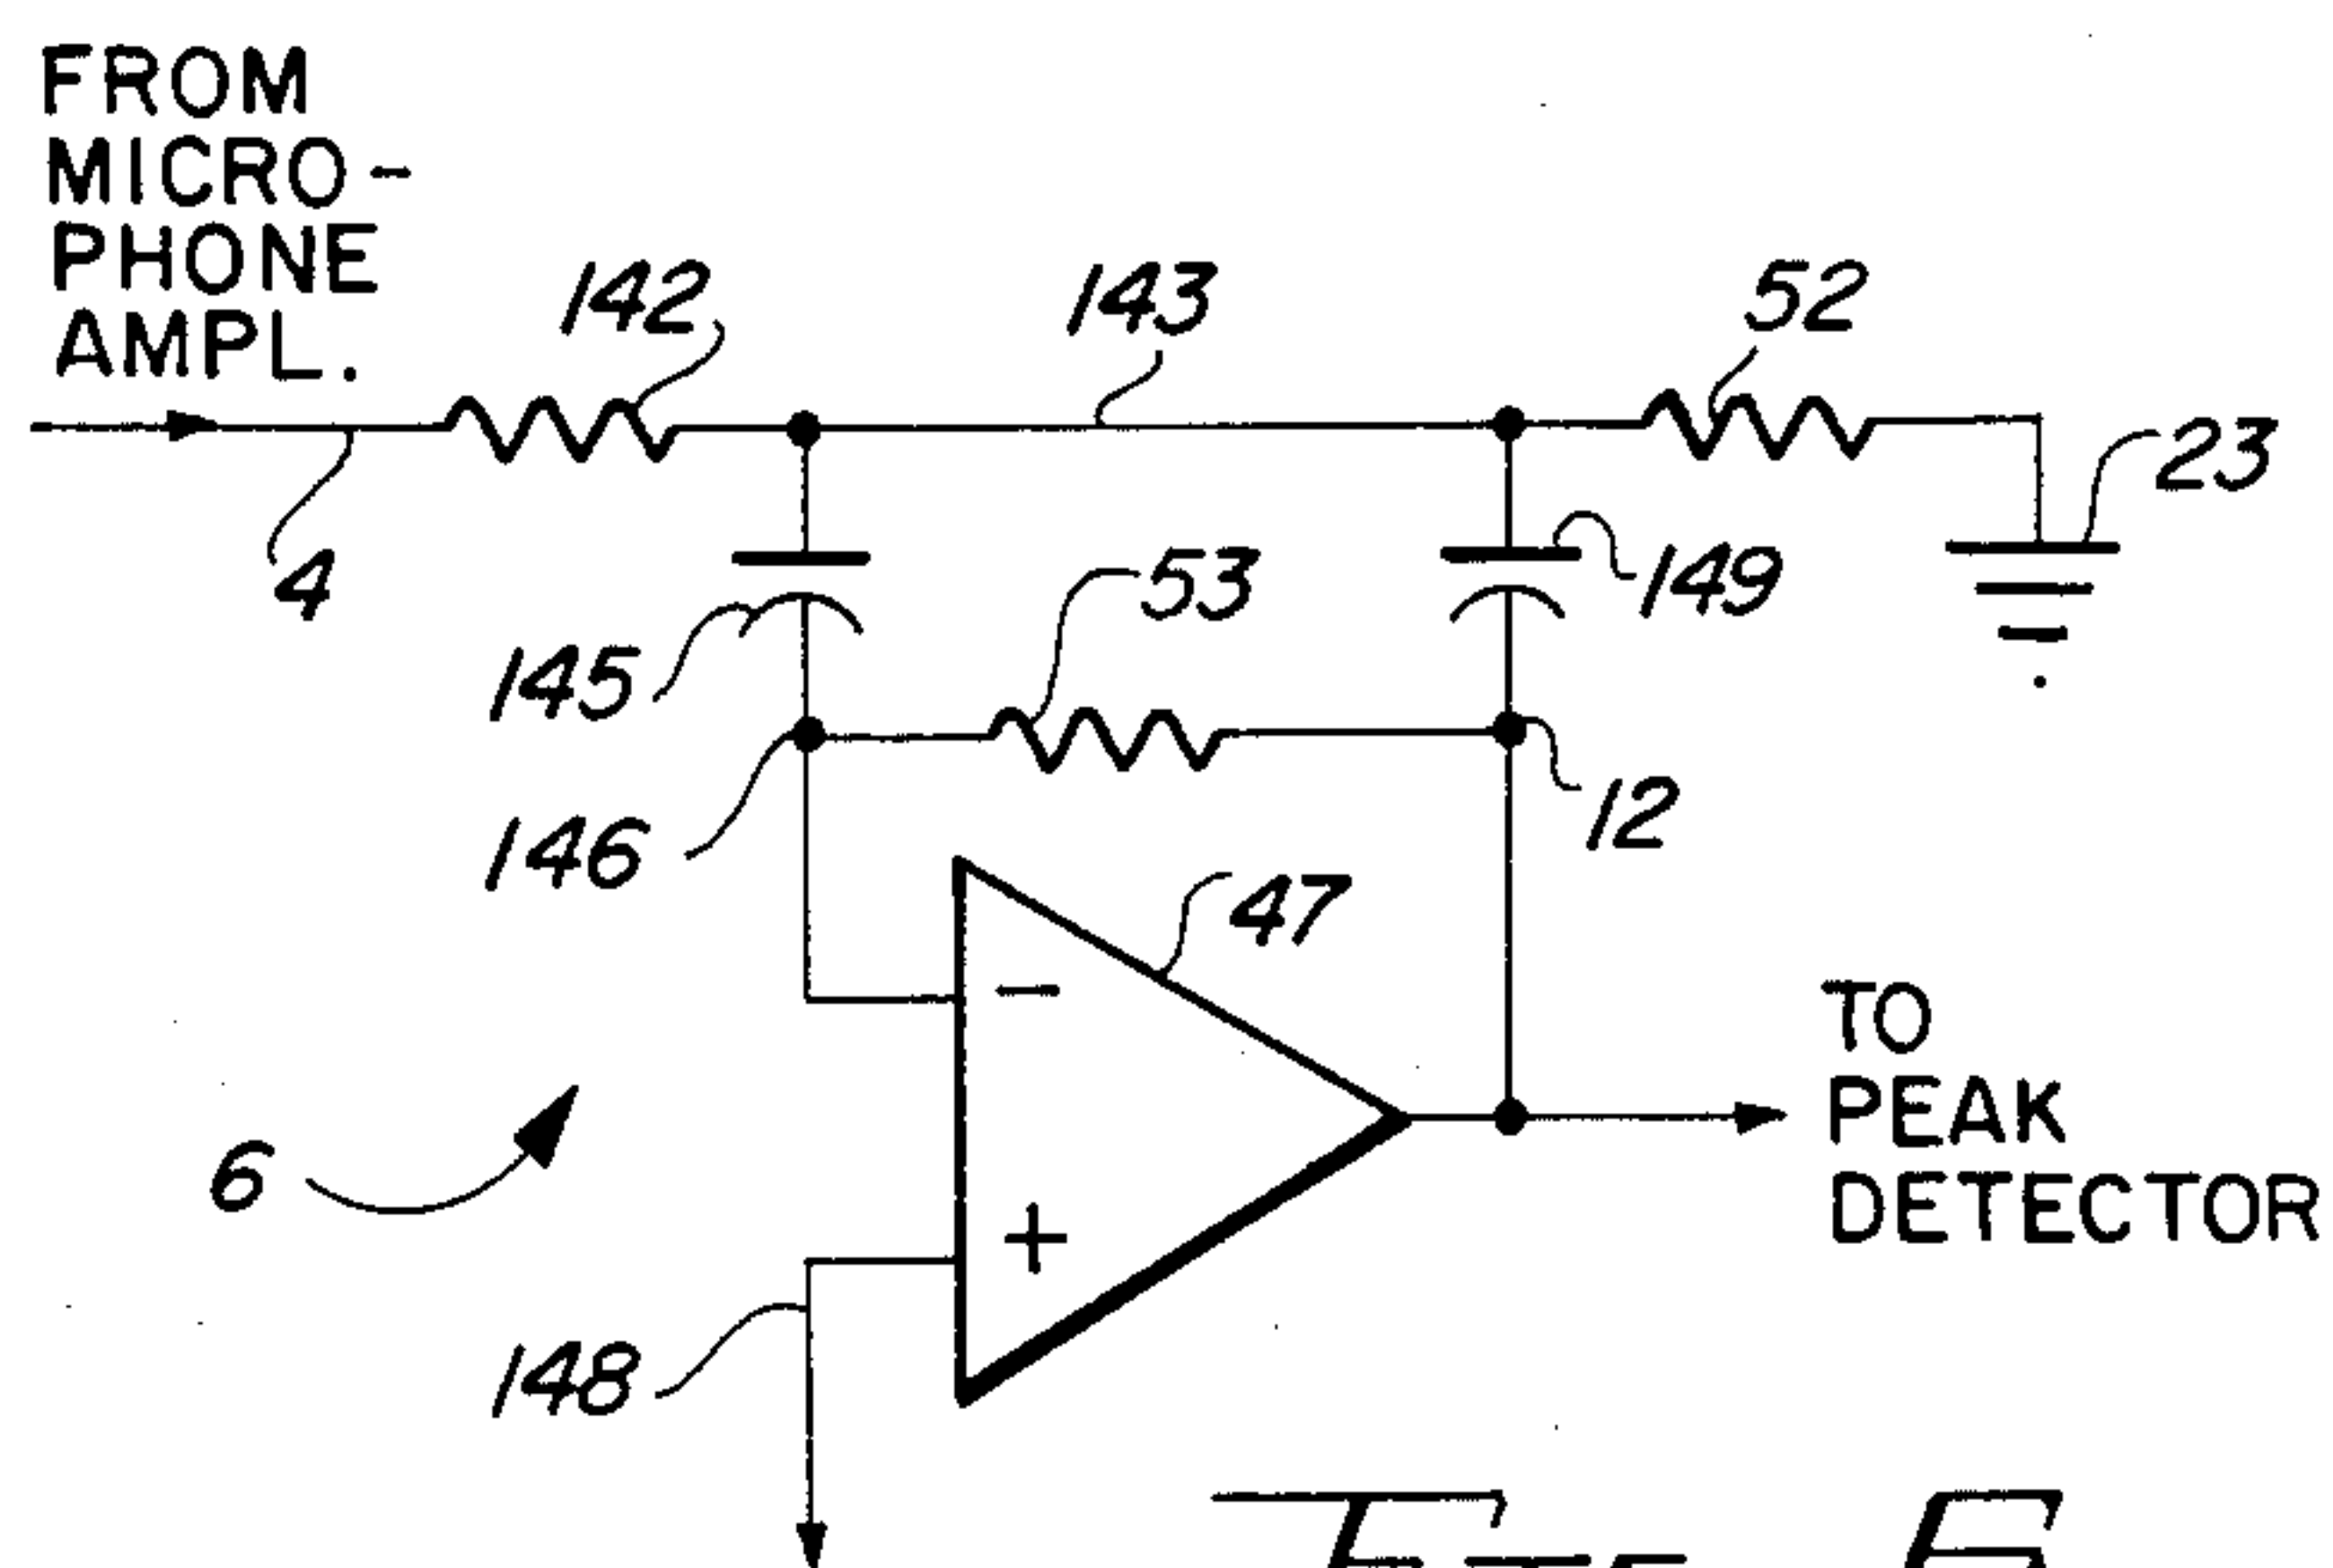 FROM
MICRO-
PHONE
AMPL.
142
143
52
23
4
53
149
145
146
12
47
-
TO
PEAK
DETECTOR
6
+
148